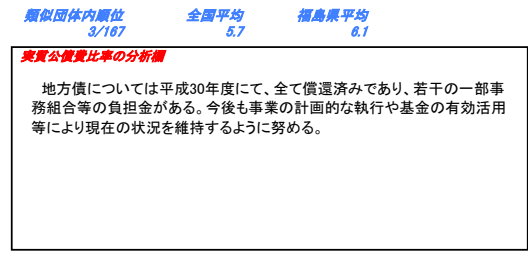 類似団体内順位 全国平均 福島県平均
3/167 5.7 6.1
実質公債費比率の分析欄
地方債については平成30年度にて、全て償還済みであり、若干の一部事
務組合等の負担金がある。今後も事業の計画的な執行や基金の有効活用
等により現在の状況を維持するように努める。